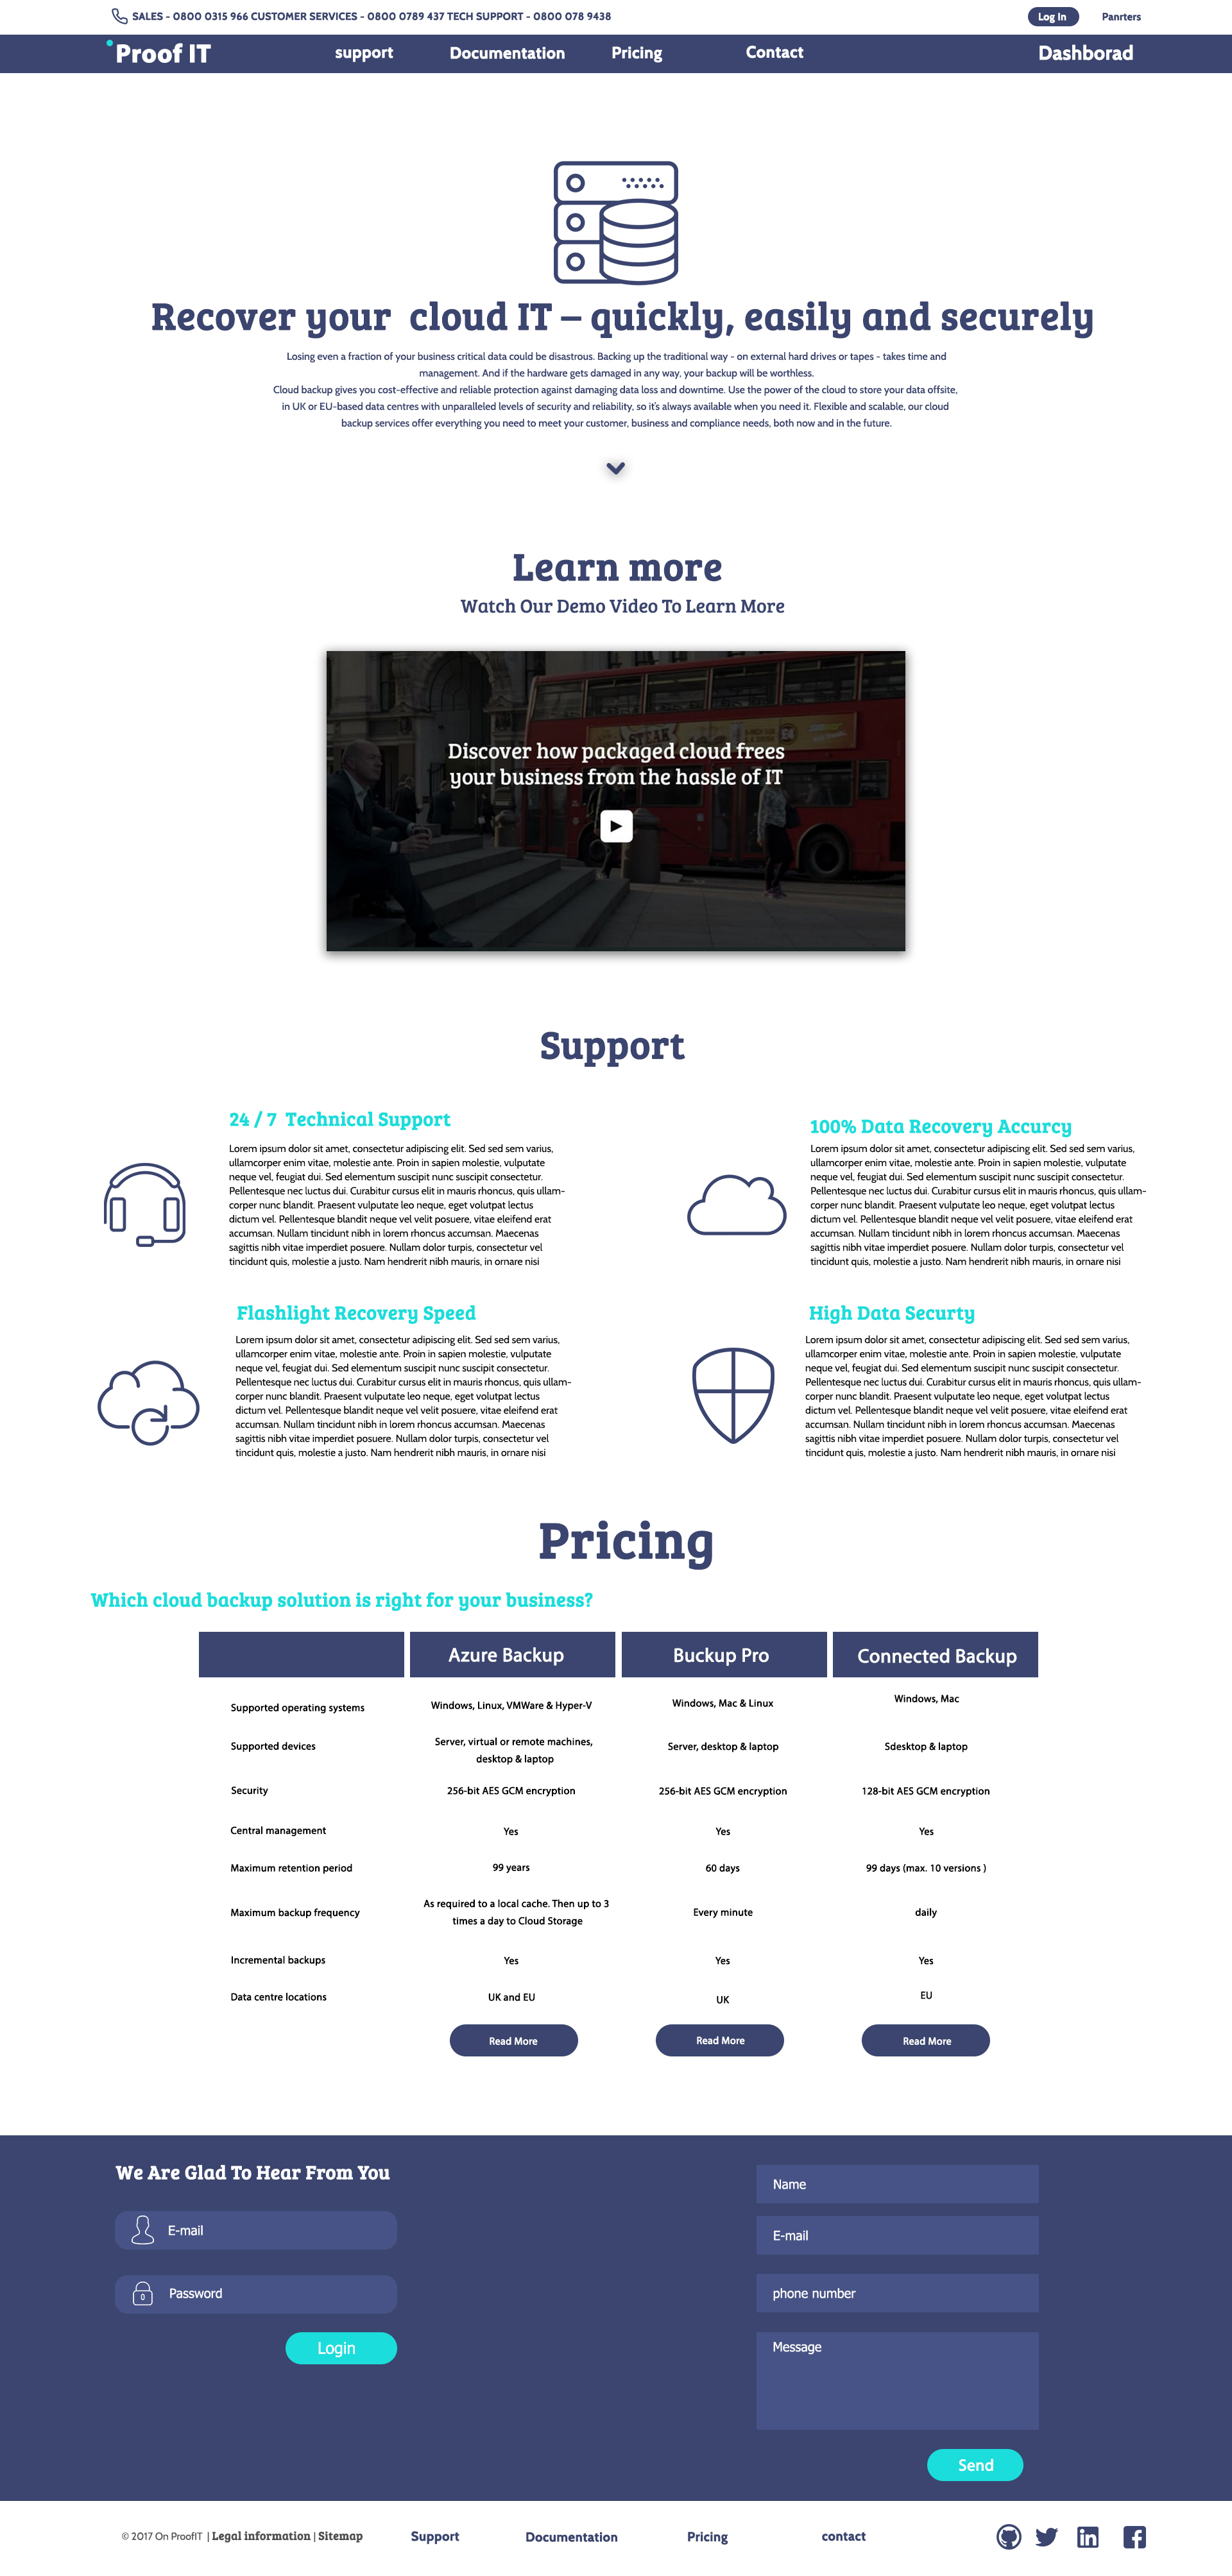 SALES - 0800 0315 966 CUSTOMER SERVICES - 0800 0789 437 TECH SUPPORT - 0800 078 9438
Log In
Panrters
Proof IT
support
Documentation
Pricing
Contact
Dashborad
Recover your cloud IT – quickly, easily and securely
Losing even a fraction of your business critical data could be disastrous. Backing up the traditional way - on external hard drives or tapes - takes time and
management. And if the hardware gets damaged in any way, your backup will be worthless.
Cloud backup gives you cost-effective and reliable protection against damaging data loss and downtime. Use the power of the cloud to store your data offsite,
in UK or EU-based data centres with unparalleled levels of security and reliability, so it's always available when you need it. Flexible and scalable, our cloud
backup services offer everything you need to meet your customer, business and compliance needs, both now and in the future.
Learn more
Watch Our Demo Video To Learn More
Discover how packaged cloud frees
your business from the hassle of IT
Support
24 / 7 Technical Support
Lorem ipsum dolor sit amet, consectetur adipiscing elit. Sed sed sem varius,
ullamcorper enim vitae, molestie ante. Proin in sapien molestie, vulputate
neque vel, feugiat dui. Sed elementum suscipit nunc suscipit consectetur.
Pellentesque nec luctus dui. Curabitur cursus elit in mauris rhoncus, quis ullam-
corper nunc blandit. Praesent vulputate leo neque, eget volutpat lectus
dictum vel. Pellentesque blandit neque vel velit posuere, vitae eleifend erat
accumsan. Nullam tincidunt nibh in lorem rhoncus accumsan. Maecenas
sagittis nibh vitae imperdiet posuere. Nullam dolor turpis, consectetur vel
tincidunt quis, molestie a justo. Nam hendrerit nibh mauris, in ornare nisi
100% Data Recovery Accurcy
Lorem ipsum dolor sit amet, consectetur adipiscing elit. Sed sed sem varius,
ullamcorper enim vitae, molestie ante. Proin in sapien molestie, vulputate
neque vel, feugiat dui. Sed elementum suscipit nunc suscipit consectetur.
Pellentesque nec luctus dui. Curabitur cursus elit in mauris rhoncus, quis ullam-
corper nunc blandit. Praesent vulputate leo neque, eget volutpat lectus
dictum vel. Pellentesque blandit neque vel velit posuere, vitae eleifend erat
accumsan. Nullam tincidunt nibh in lorem rhoncus accumsan. Maecenas
sagittis nibh vitae imperdiet posuere. Nullam dolor turpis, consectetur vel
tincidunt quis, molestie a justo. Nam hendrerit nibh mauris, in ornare nisi
Flashlight Recovery Speed
Lorem ipsum dolor sit amet, consectetur adipiscing elit. Sed sed sem varius,
ullamcorper enim vitae, molestie ante. Proin in sapien molestie, vulputate
neque vel, feugiat dui. Sed elementum suscipit nunc suscipit consectetur.
Pellentesque nec luctus dui. Curabitur cursus elit in mauris rhoncus, quis ullam-
corper nunc blandit. Praesent vulputate leo neque, eget volutpat lectus
dictum vel. Pellentesque blandit neque vel velit posuere, vitae eleifend erat
accumsan. Nullam tincidunt nibh in lorem rhoncus accumsan. Maecenas
sagittis nibh vitae imperdiet posuere. Nullam dolor turpis, consectetur vel
tincidunt quis, molestie a justo. Nam hendrerit nibh mauris, in ornare nisi
High Data Securty
Lorem ipsum dolor sit amet, consectetur adipiscing elit. Sed sed sem varius,
ullamcorper enim vitae, molestie ante. Proin in sapien molestie, vulputate
neque vel, feugiat dui. Sed elementum suscipit nunc suscipit consectetur.
Pellentesque nec luctus dui. Curabitur cursus elit in mauris rhoncus, quis ullam-
corper nunc blandit. Praesent vulputate leo neque, eget volutpat lectus
dictum vel. Pellentesque blandit neque vel velit posuere, vitae eleifend erat
accumsan. Nullam tincidunt nibh in lorem rhoncus accumsan. Maecenas
sagittis nibh vitae imperdiet posuere. Nullam dolor turpis, consectetur vel
tincidunt quis, molestie a justo. Nam hendrerit nibh mauris, in ornare nisi
Pricing
Which cloud backup solution is right for your business?
Azure Backup
Buckup Pro
Connected Backup
Supported operating systems
Windows, Linux, VMWare & Hyper-V
Windows, Mac & Linux
Windows, Mac
Supported devices
Server, virtual or remote machines,
desktop & laptop
Server, desktop & laptop
Sdesktop & laptop
Security
256-bit AES GCM encryption
256-bit AES GCM encryption
128-bit AES GCM encryption
Central management
Yes
Yes
Yes
Maximum retention period
99 years
60 days
99 days (max. 10 versions )
Maximum backup frequency
As required to a local cache. Then up to 3
times a day to Cloud Storage
Every minute
daily
Incremental backups
Yes
Yes
Yes
Data centre locations
UK and EU
UK
EU
Read More
Read More
Read More
We Are Glad To Hear From You
E-mail
Password
Login
Name
E-mail
phone number
Message
Send
© 2017 On ProofIT | Legal information | Sitemap
Support
Documentation
Pricing
contact